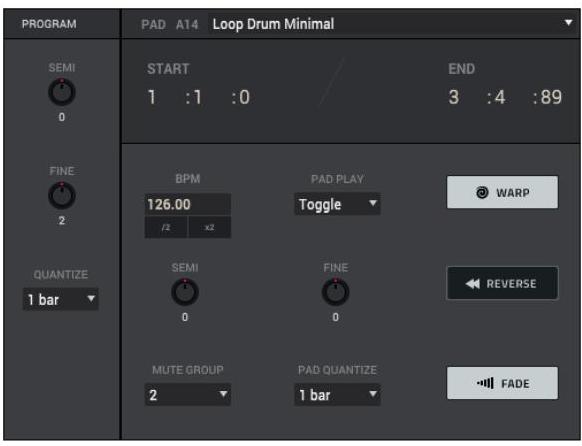 PROGRAM
PAD A14 Loop Drum Minimal
SEMI
0
FINE
2
QUANTIZE
1 bar
START
1 :1 :0
END
3 :4 :89
BPM
126.00
/2 x2
PAD PLAY
Toggle
WARP
SEMI
0
FINE
0
REVERSE
MUTE GROUP
2
PAD QUANTIZE
1 bar
FADE